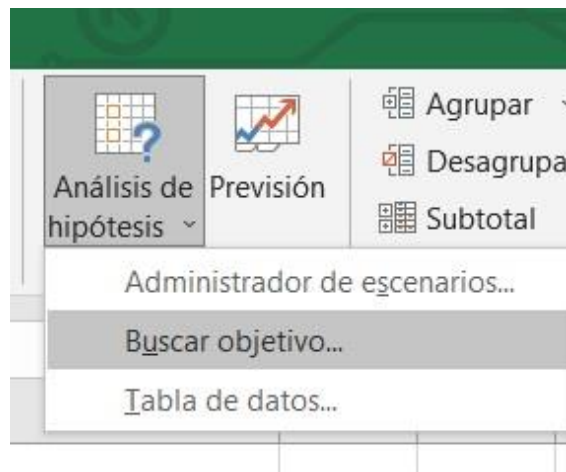 Análisis de
hipótesis
Previsión
Agrupar
Desagrupa
Subtotal
Administrador de escenarios...
Buscar objetivo...
Tabla de datos...